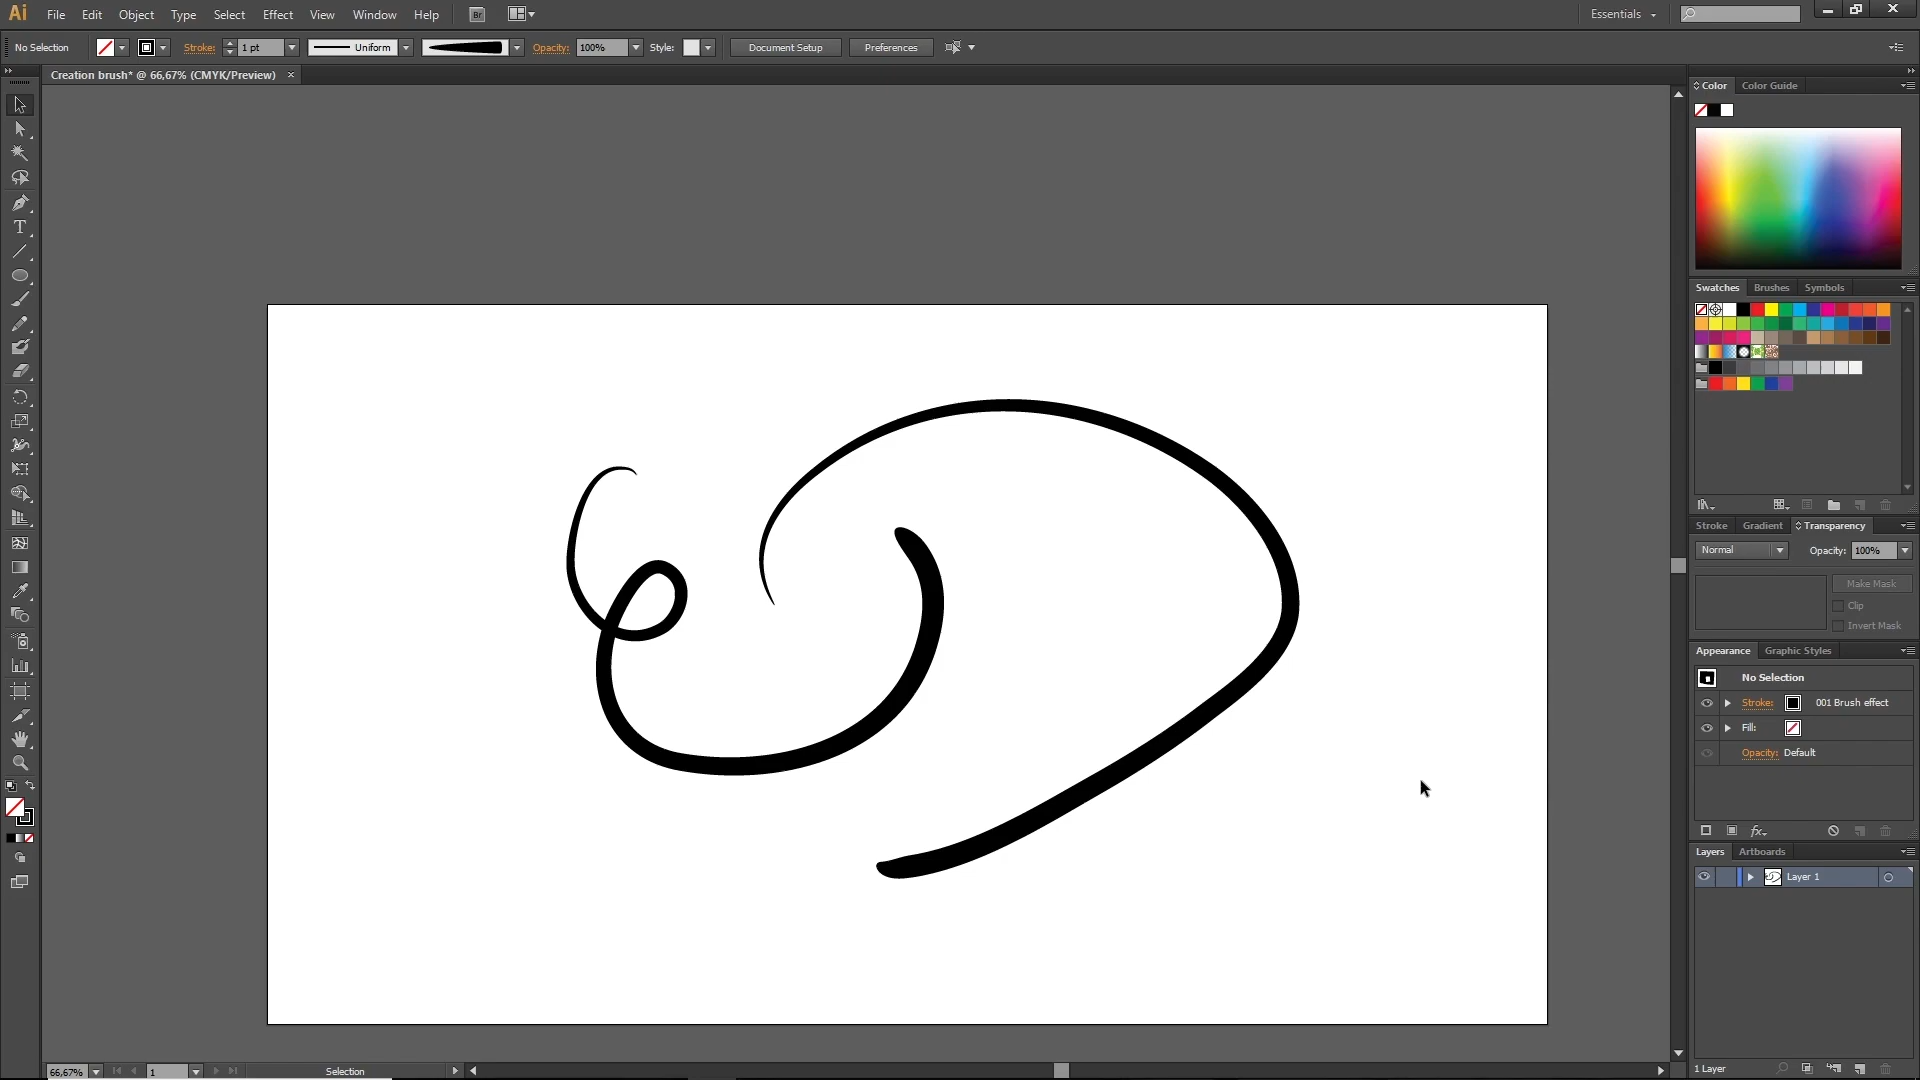 Ai File Edit Object Type Select Effect View Window Help Br Essentials
No Selection Stroke: 1 pt Uniform Opacity: 100% Style: Document Setup Preferences
Creation brush* @ 66,67% (CMYK/Preview)
Color Color Guide
Swatches Brushes Symbols
Stroke Gradient Transparency
Normal Opacity: 100%
Make Mask
Clip
Invert Mask
Appearance Graphic Styles
No Selection
Stroke: 001 Brush effect
Fill:
Opacity: Default
fx
Layers Artboards
Layer 1
66,67% 1 Selection 1 Layer